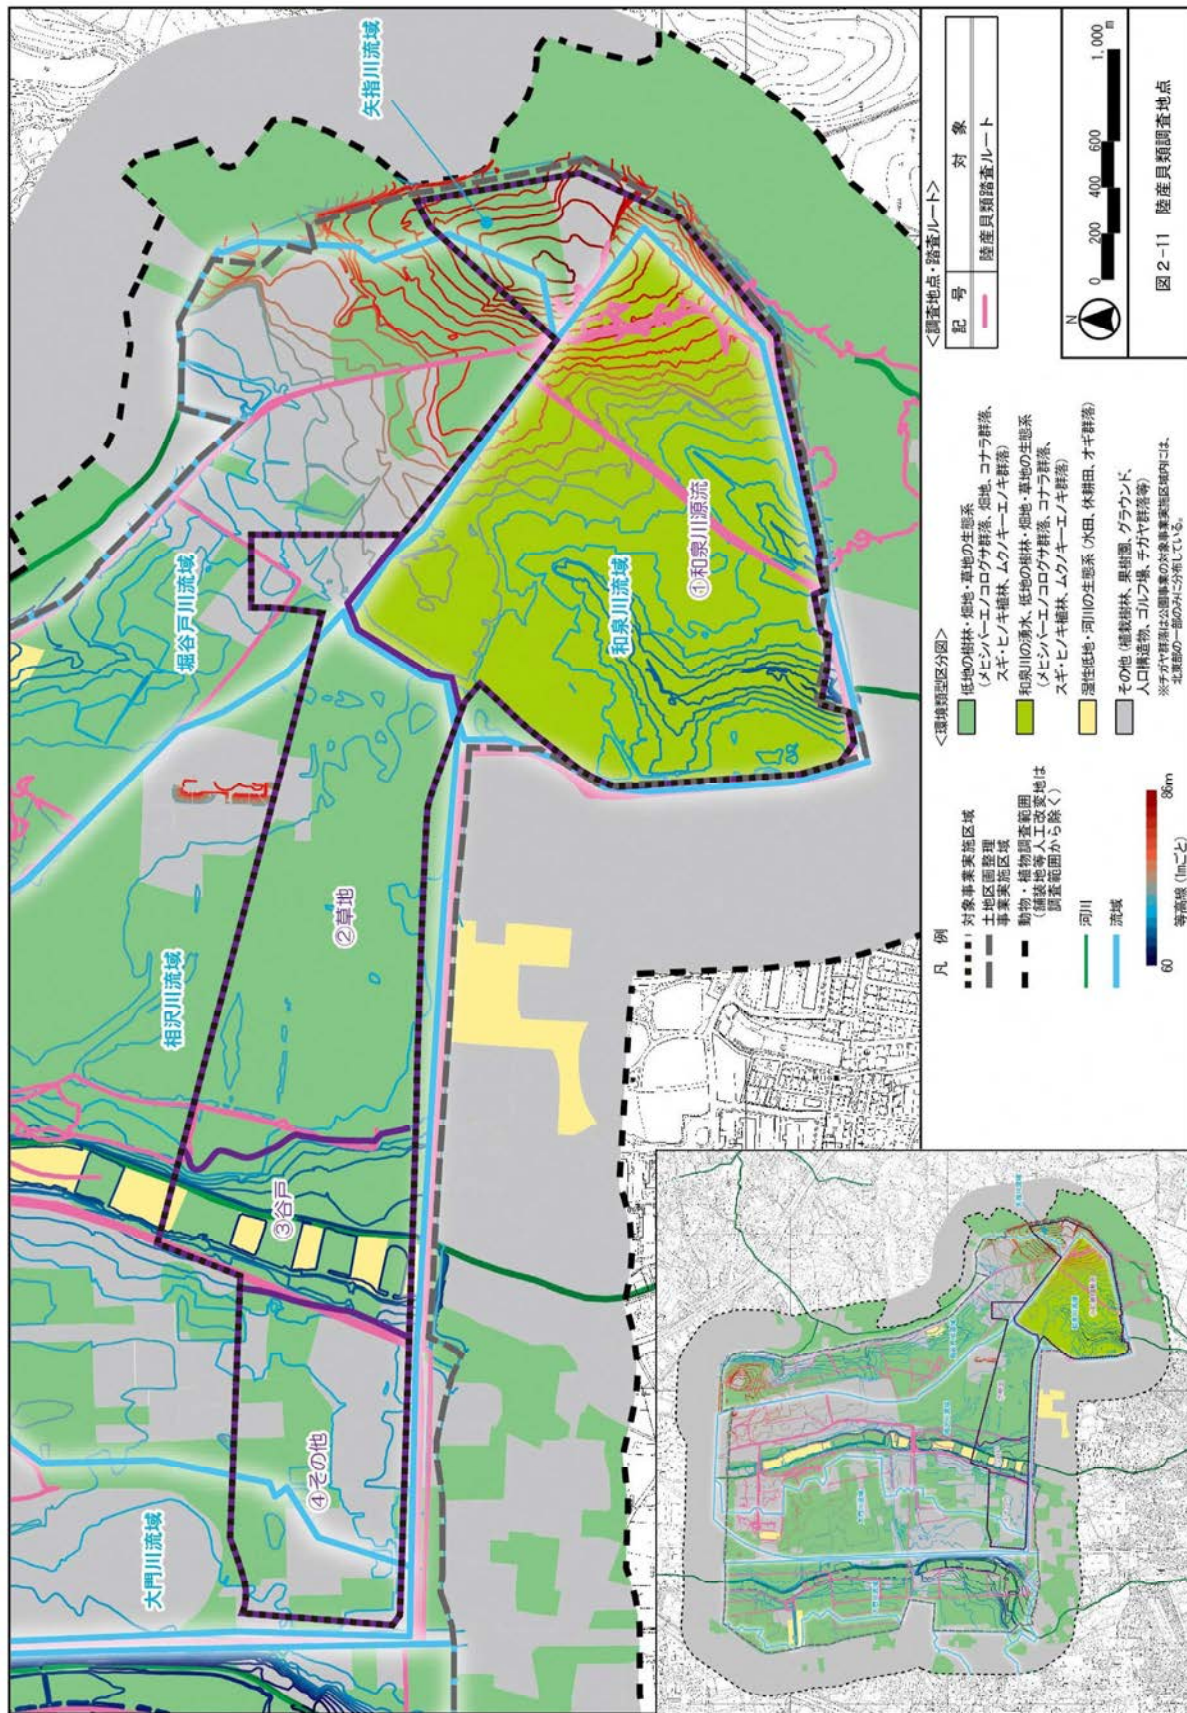 矢指川流域
堀谷戸川流域
相沢川流域
大門川流域
和泉川流域
①和泉川源流
②草地
③谷戸
④その他
凡 例
対象事業実施区域
土地区画整理
事業実施区域
動物・植物調査範囲
(舗装地等人工改変地は
調査範囲から除く)
河川
流域
60
86m
等高線 (1mごと)
<環境類型区分図>
低地の樹林・畑地・草地の生態系
(メヒシバーエノコログサ群落、畑地、コナラ群落、
スギ・ヒノキ植林、ムクノキーエノキ群落)
和泉川の湧水、低地の樹林・畑地・草地の生態系
(メヒシバーエノコログサ群落、コナラ群落、
スギ・ヒノキ植林、ムクノキーエノキ群落)
湿性低地・河川の生態系 (水田、休耕田、オギ群落)
その他 (植栽樹林、果樹園、グラウンド、
人口構造物、ゴルフ場、チガヤ群落等)
※チガヤ群落は公園事業の対象事業実施区域内には、
北東部の一部のみに分布している。
<調査地点・踏査ルート>
記 号
対 象
陸産貝類踏査ルート
N
0
200
400
600
1,000
m
図2-11 陸産貝類調査地点